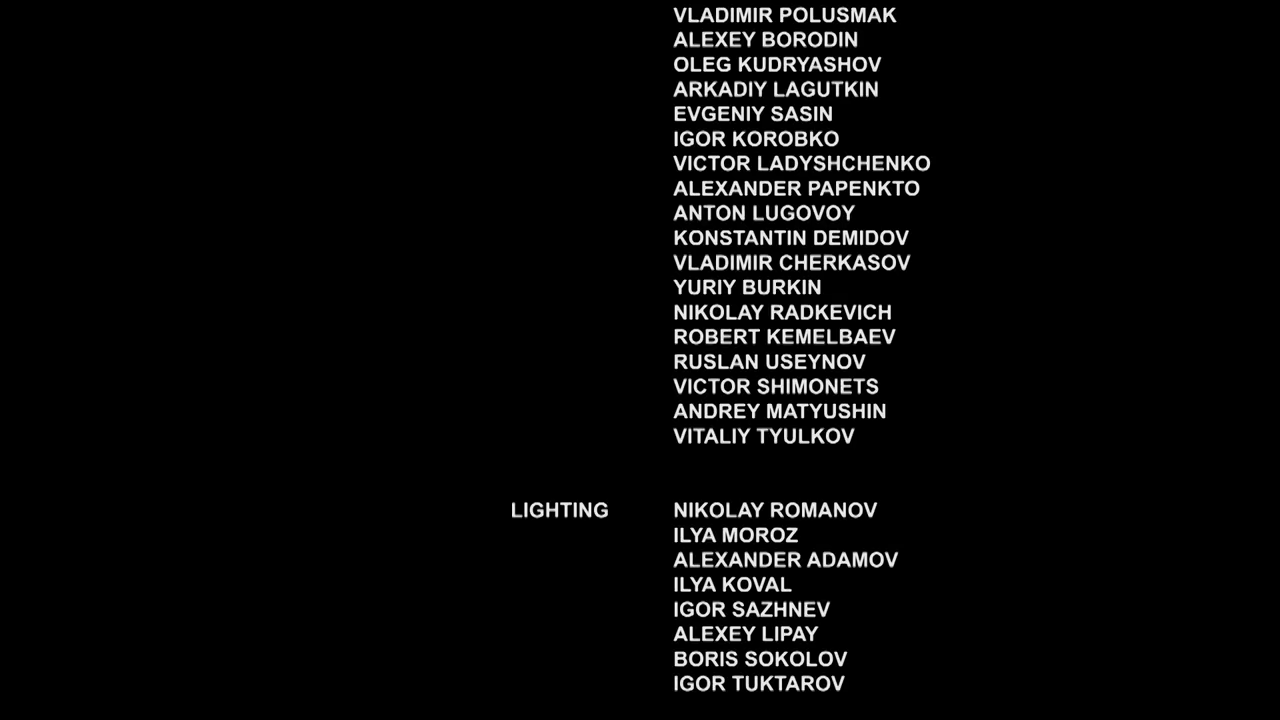 VLADIMIR POLUSMAK
ALEXEY BORODIN
OLEG KUDRYASHOV
ARKADIY LAGUTKIN
EVGENIY SASIN
IGOR KOROBKO
VICTOR LADYSHCHENKO
ALEXANDER PAPENKTO
ANTON LUGOVOY
KONSTANTIN DEMIDOV
VLADIMIR CHERKASOV
YURIY BURKIN
NIKOLAY RADKEVICH
ROBERT KEMELBAEV
RUSLAN USEYNOV
VICTOR SHIMONETS
ANDREY MATYUSHIN
VITALIY TYULKOV
LIGHTING NIKOLAY ROMANOV
ILYA MOROZ
ALEXANDER ADAMOV
ILYA KOVAL
IGOR SAZHNEV
ALEXEY LIPAY
BORIS SOKOLOV
IGOR TUKTAROV